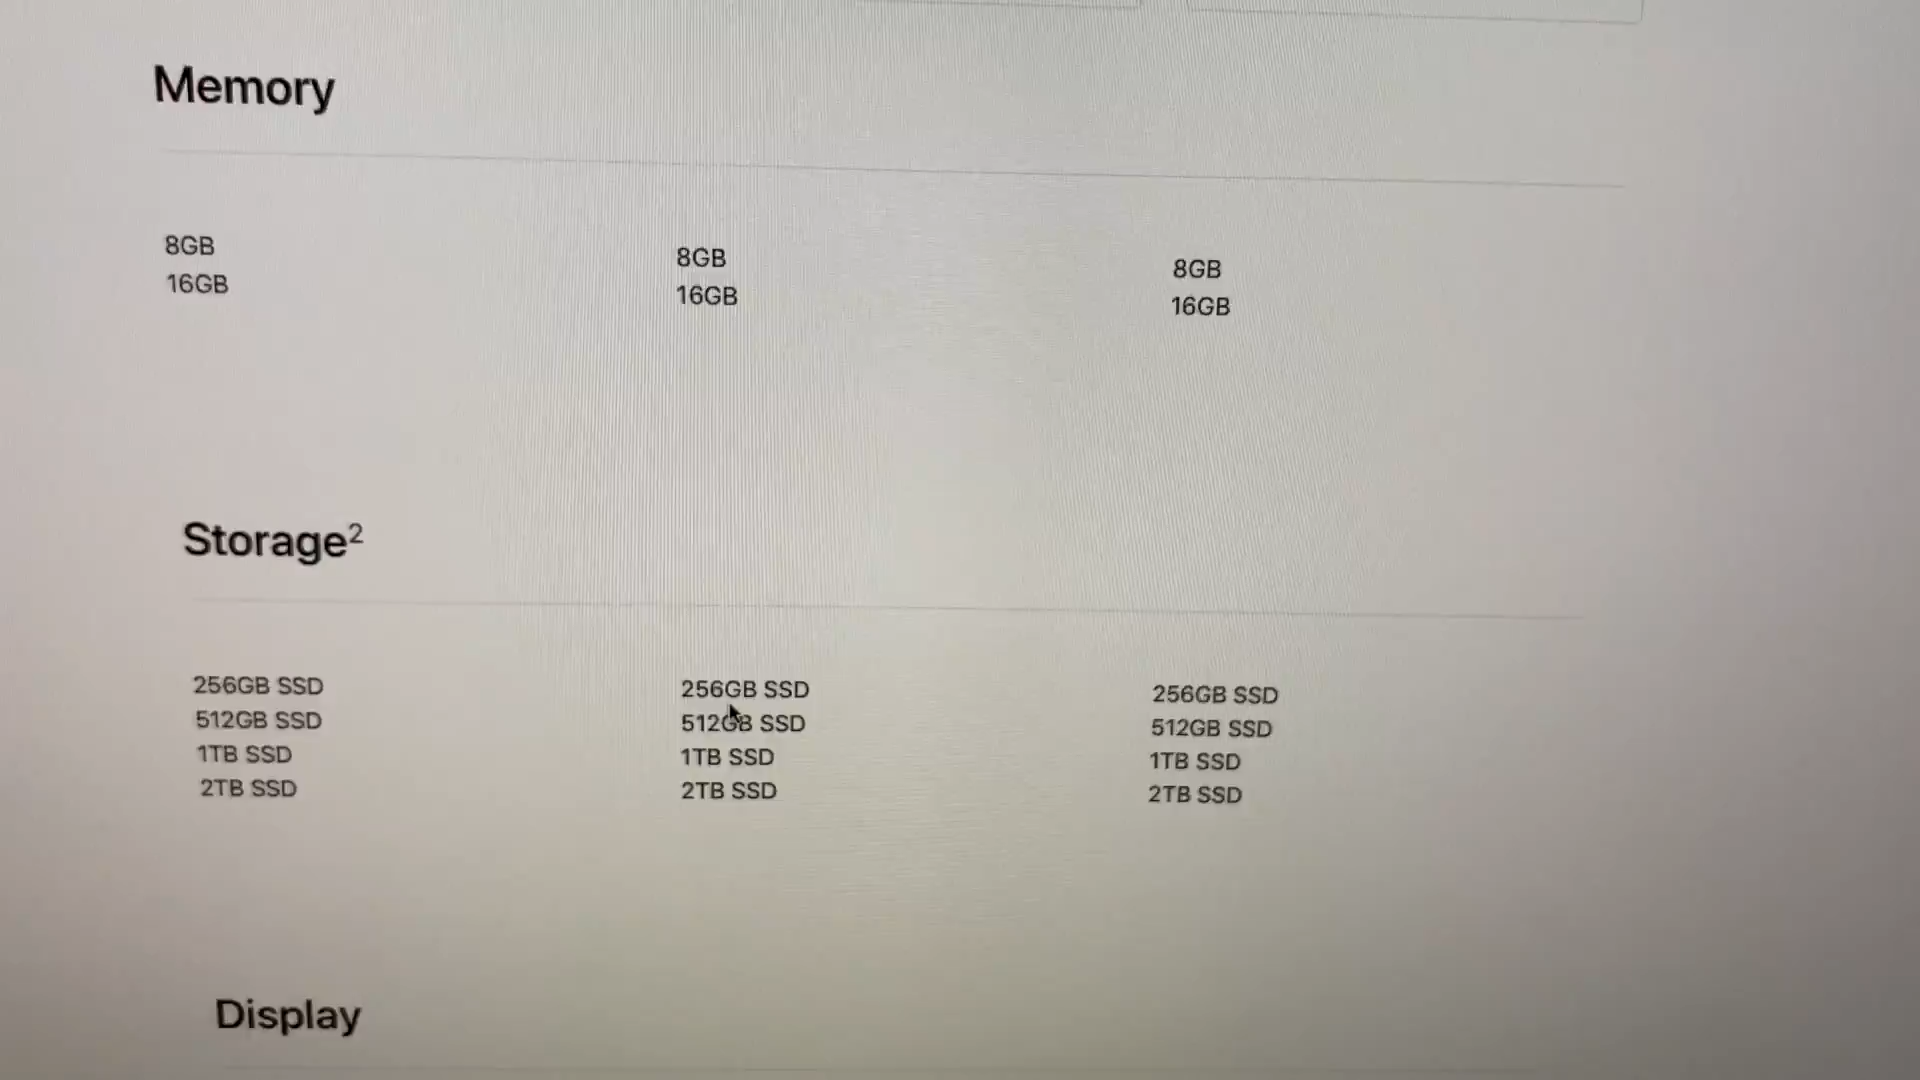 Memory
8GB
16GB
8GB
16GB
8GB
16GB
Storage²
256GB SSD
512GB SSD
1TB SSD
2TB SSD
256GB SSD
512GB SSD
1TB SSD
2TB SSD
256GB SSD
512GB SSD
1TB SSD
2TB SSD
Display